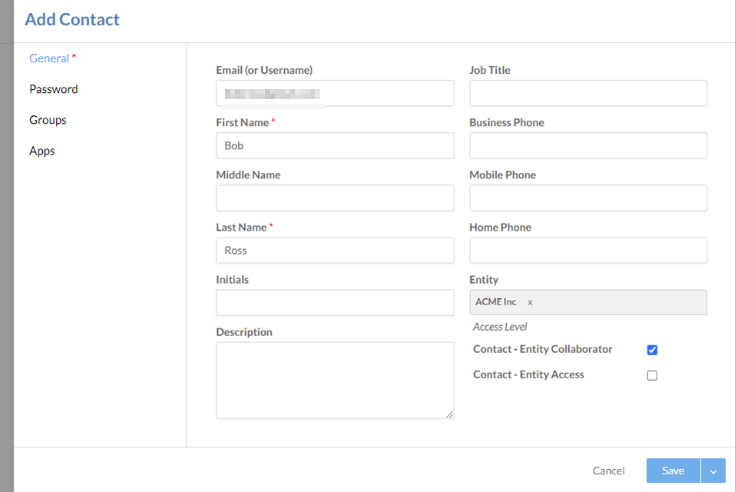 Add Contact
General *
Password
Groups
Apps
Email (or Username)
First Name *
Bob
Middle Name
Last Name *
Ross
Initials
Description
Job Title
Business Phone
Mobile Phone
Home Phone
Entity
ACME Inc x
Access Level
Contact - Entity Collaborator
Contact - Entity Access
Cancel
Save